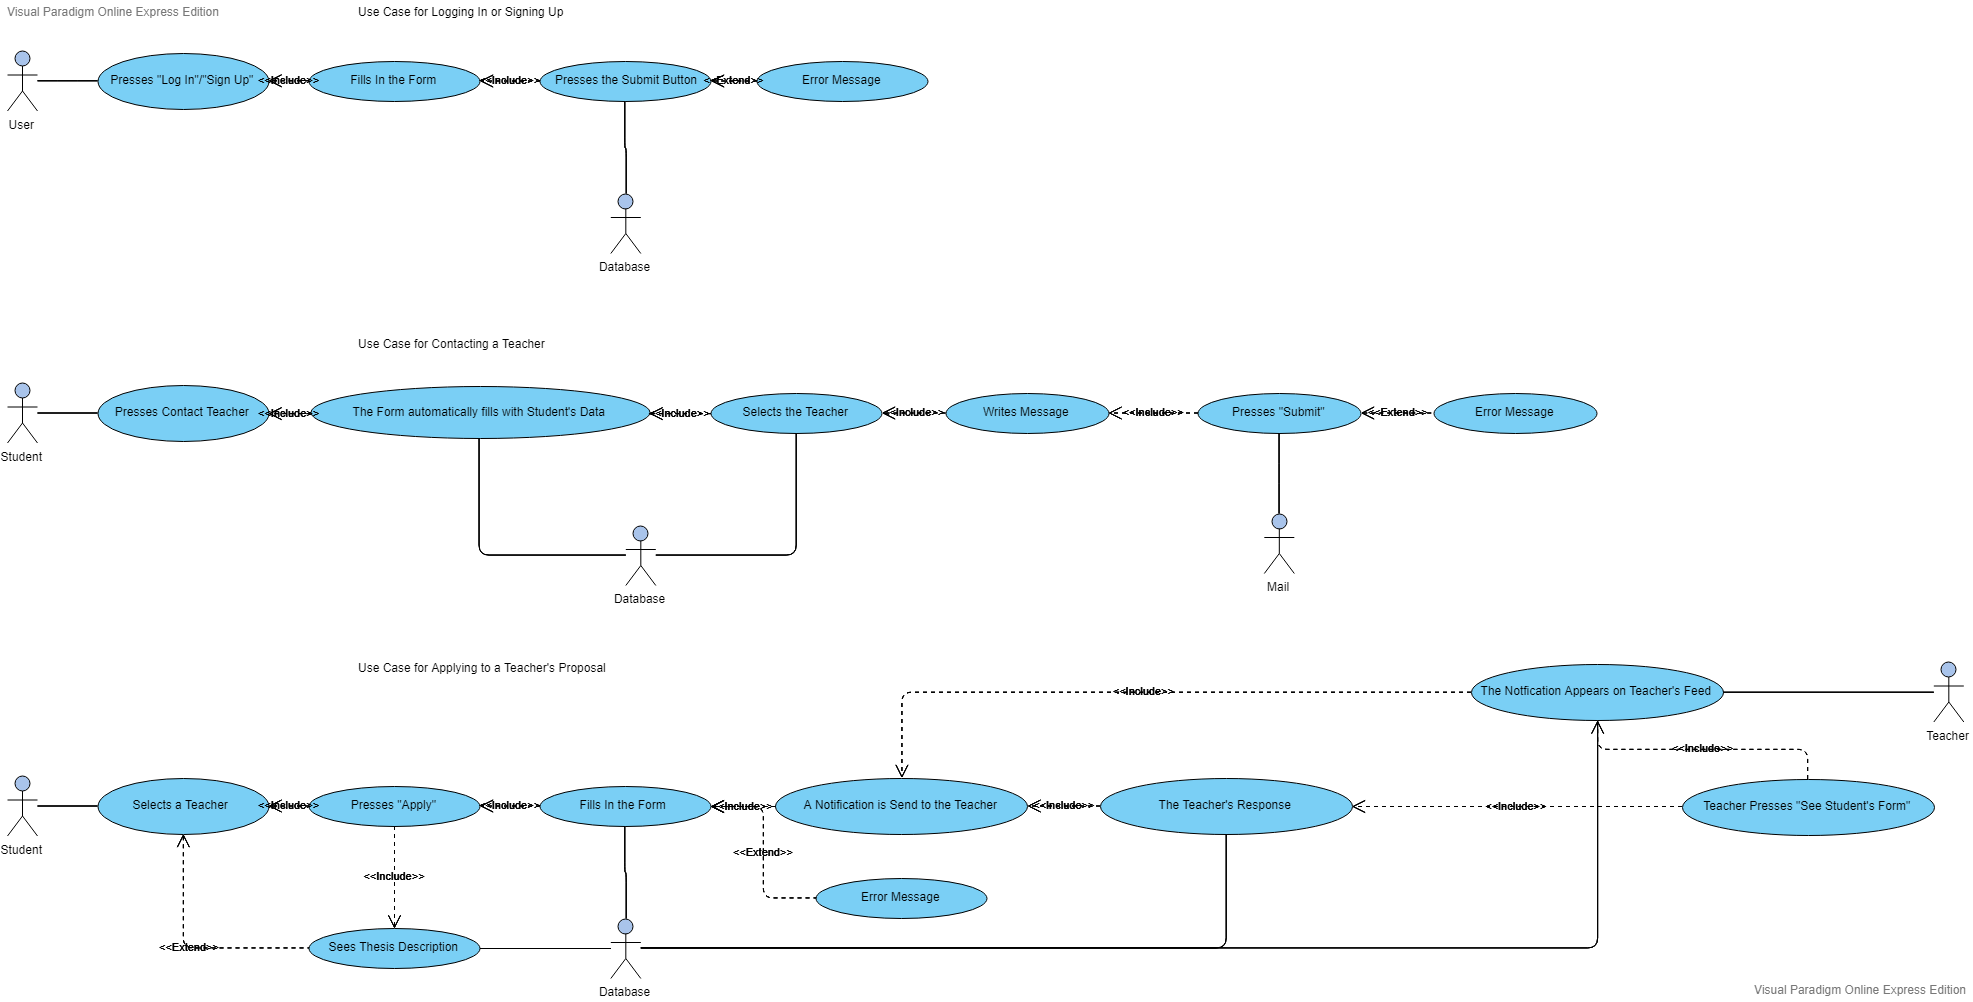 Visual Paradigm Online Express Edition
Use Case for Logging In or Signing Up
Presses "Log In"/"Sign Up"
<<Include>>
Fills In the Form
<<Include>>
Presses the Submit Button
<<Extend>>
Error Message
User
Database
Use Case for Contacting a Teacher
Presses Contact Teacher
<<Include>>
The Form automatically fills with Student's Data
<<Include>>
Selects the Teacher
<<Include>>
Writes Message
<<Include>>
Presses "Submit"
<<Extend>>
Error Message
Student
Mail
Database
Use Case for Applying to a Teacher's Proposal
<<Include>>
The Notfication Appears on Teacher's Feed
Teacher
<<Include>>
Selects a Teacher
<<Include>>
Presses "Apply"
<<Include>>
Fills In the Form
<<Include>>
A Notification is Send to the Teacher
<<Include>>
The Teacher's Response
<<Include>>
Teacher Presses "See Student's Form"
Student
<<Extend>>
<<Include>>
Error Message
<<Extend>>
Sees Thesis Description
Database
Visual Paradigm Online Express Edition